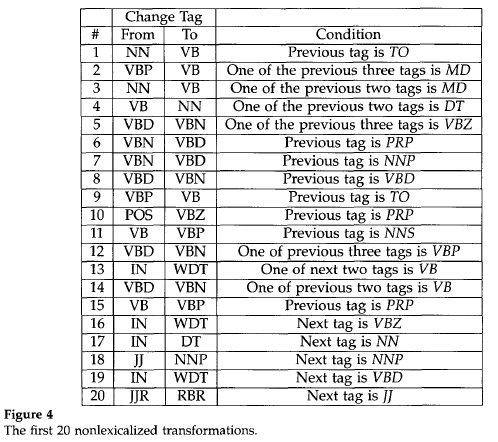 Change Tag
# From To Condition
1 NN VB Previous tag is TO
2 VBP VB One of the previous three tags is MD
3 NN VB One of the previous two tags is MD
4 VB NN One of the previous two tags is DT
5 VBD VBN One of the previous three tags is VBZ
6 VBN VBD Previous tag is PRP
7 VBN VBD Previous tag is NNP
8 VBD VBN Previous tag is VBD
9 VBP VB Previous tag is TO
10 POS VBZ Previous tag is PRP
11 VB VBP Previous tag is NNS
12 VBD VBN One of previous three tags is VBP
13 IN WDT One of next two tags is VB
14 VBD VBN One of previous two tags is VB
15 VB VBP Previous tag is PRP
16 IN WDT Next tag is VBZ
17 IN DT Next tag is NN
18 JJ NNP Next tag is NNP
19 IN WDT Next tag is VBD
20 JJR RBR Next tag is JJ
Figure 4
The first 20 nonlexicalized transformations.